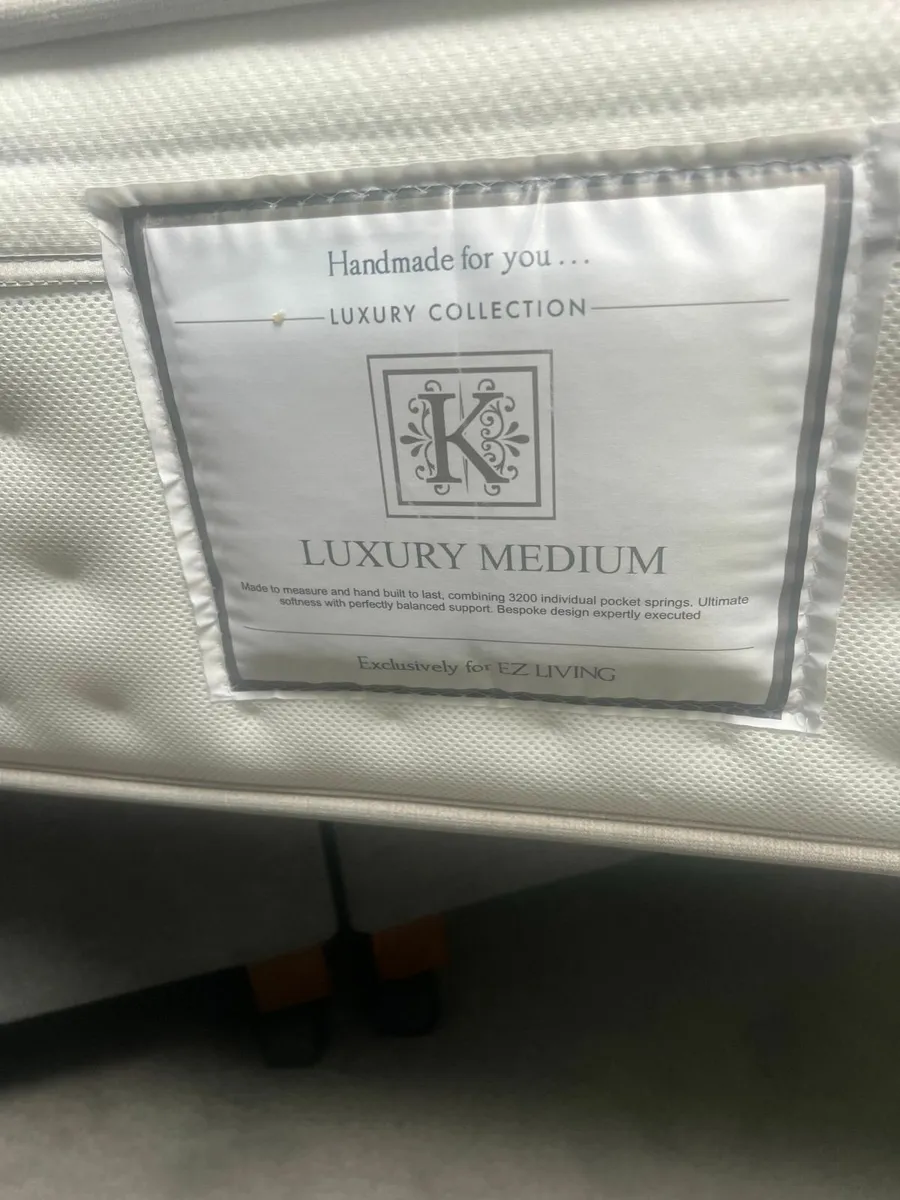 Handmade for you...
LUXURY COLLECTION
K
LUXURY MEDIUM
Made to measure and hand built to last, combining 3200 individual pocket springs. Ultimate
softness with perfectly balanced support. Bespoke design expertly executed
Exclusively for EZ LIVING